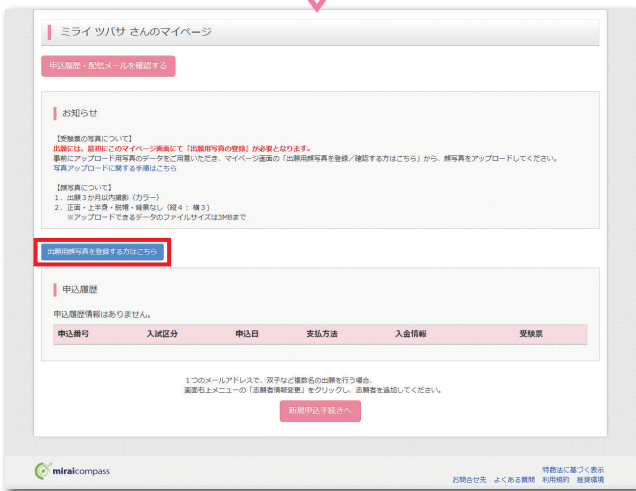 ミライ ツバサ さんのマイページ
申込履歴・配信メールを確認する
お知らせ
【受験票の写真について】
出願には、最初にこのマイページ画面にて『出願用写真の登録』が必要となります。
事前にアップロード用写真のデータをご用意いただき、マイページ画面の「出願用顔写真を登録／確認する方はこちら」から、顔写真をアップロードしてください。
写真アップロードに関する手順はこちら
【顔写真について】
１．出願３か月以内撮影（カラー）
２．正面・上半身・脱帽・背景なし（縦４：横３）
※アップロードできるデータのファイルサイズは3MBまで
出願用顔写真を登録する方はこちら
申込履歴
申込履歴情報はありません。
申込番号 入試区分 申込日 支払方法 入金情報 受験票
１つのメールアドレスで、双子など複数名の出願を行う場合、
画面右上メニューの「志願者情報変更」をクリックし、志願者を追加してください。
新規申込手続きへ
miraicompass
特商法に基づく表示
お問合せ先 よくある質問 利用規約 推奨環境